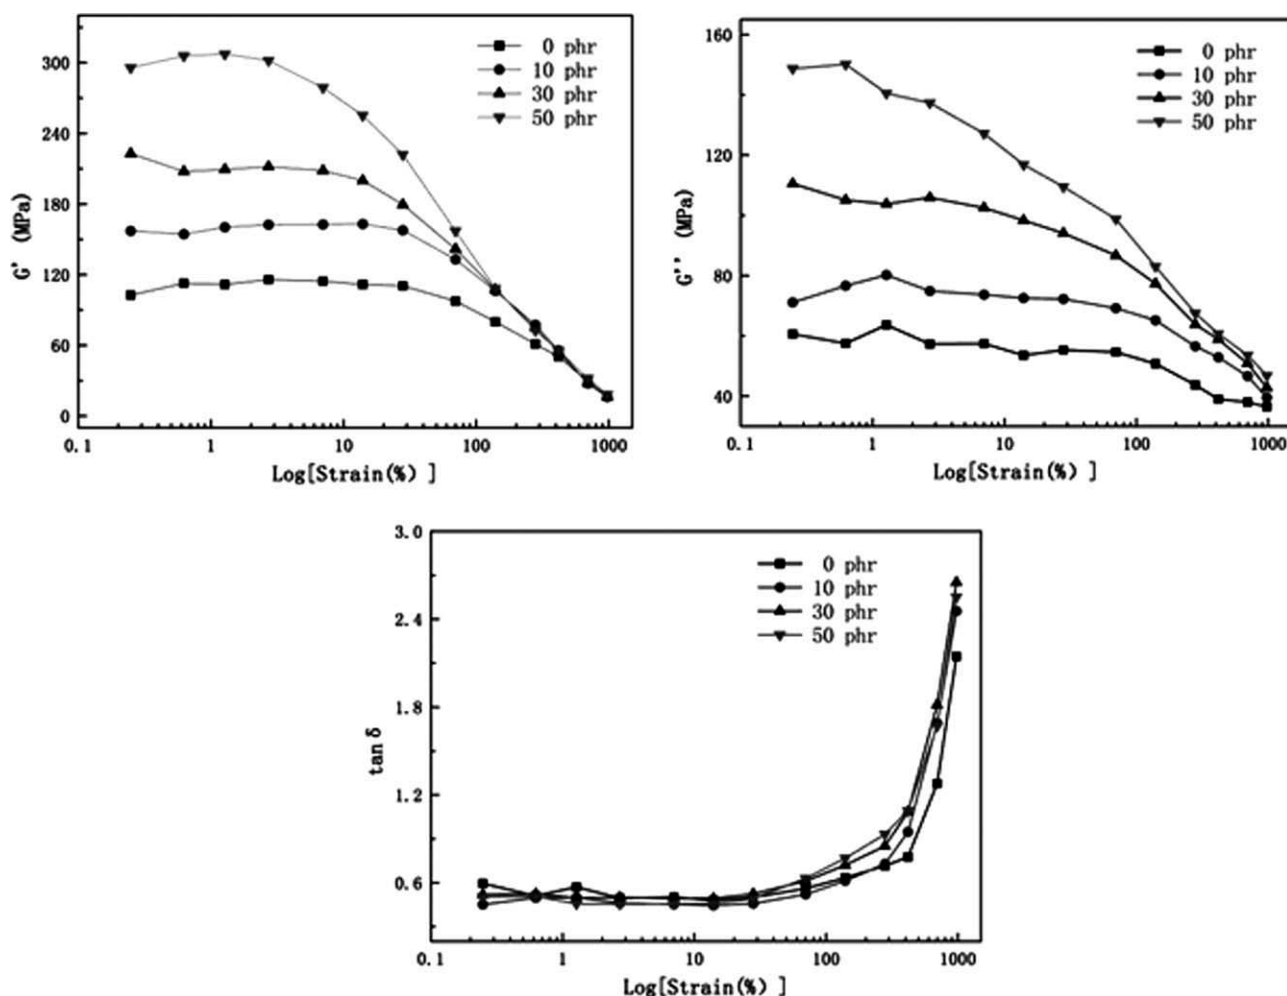 300
240
180
120
60
0
G' (MPa)
0 phr
10 phr
30 phr
50 phr
0.1 1 10 100 1000
Log[Strain(%) ]
160
120
80
40
G'' (MPa)
0 phr
10 phr
30 phr
50 phr
0.1 1 10 100 1000
Log[Strain(%) ]
3.0
2.4
1.8
1.2
0.6
tan δ
0 phr
10 phr
30 phr
50 phr
0.1 1 10 100 1000
Log[Strain(%) ]